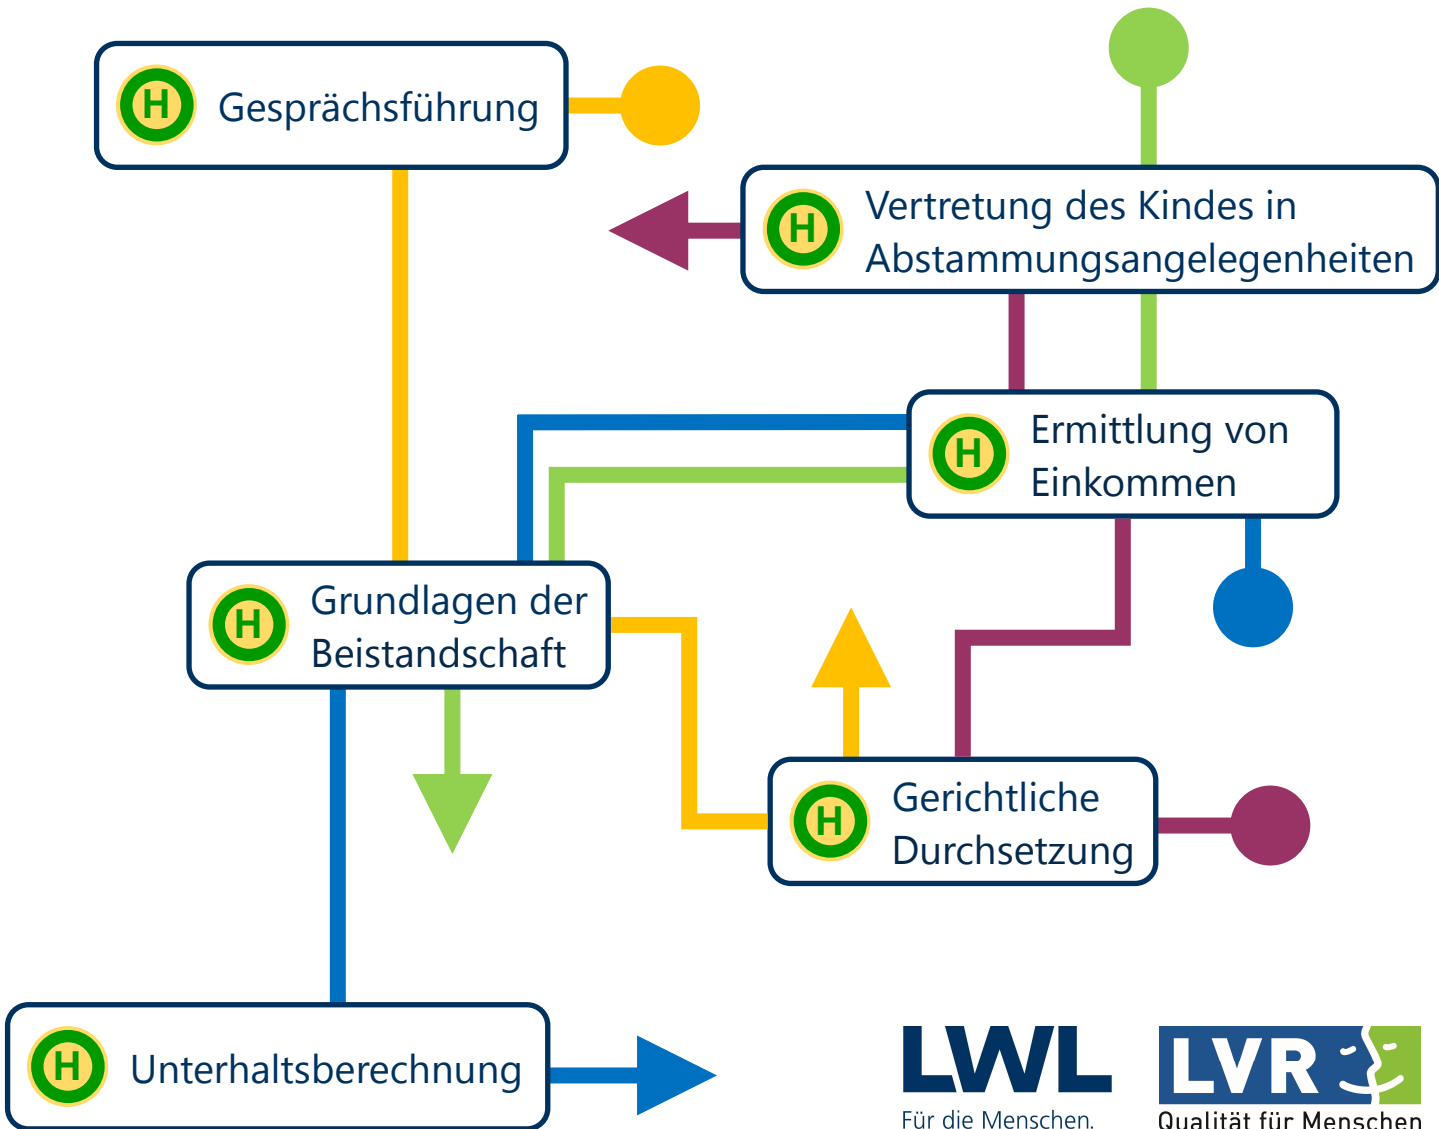 H Gesprächsführung
H Vertretung des Kindes in
Abstammungsangelegenheiten
H Ermittlung von
Einkommen
H Grundlagen der
Beistandschaft
H Gerichtliche
Durchsetzung
H Unterhaltsberechnung
LWL
Für die Menschen.
LVR
Qualität für Menschen